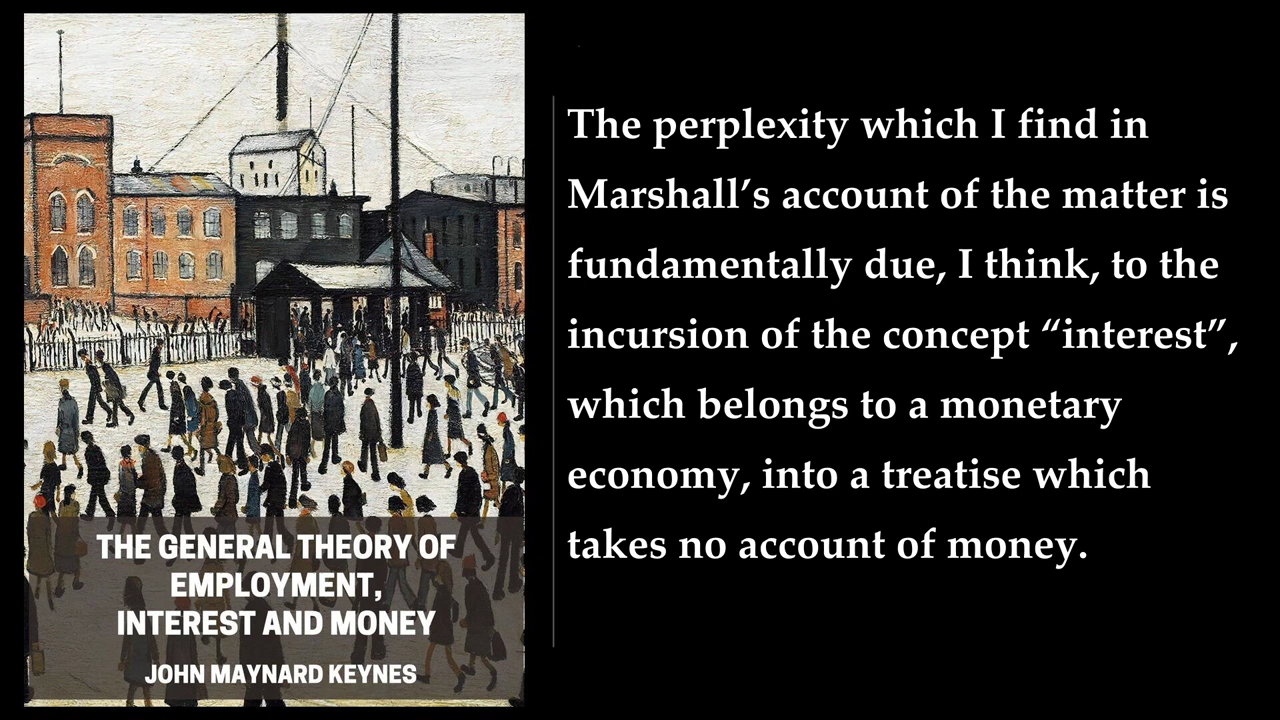 THE GENERAL THEORY OF
EMPLOYMENT,
INTEREST AND MONEY
JOHN MAYNARD KEYNES
The perplexity which I find in
Marshall’s account of the matter is
fundamentally due, I think, to the
incursion of the concept “interest”,
which belongs to a monetary
economy, into a treatise which
takes no account of money.